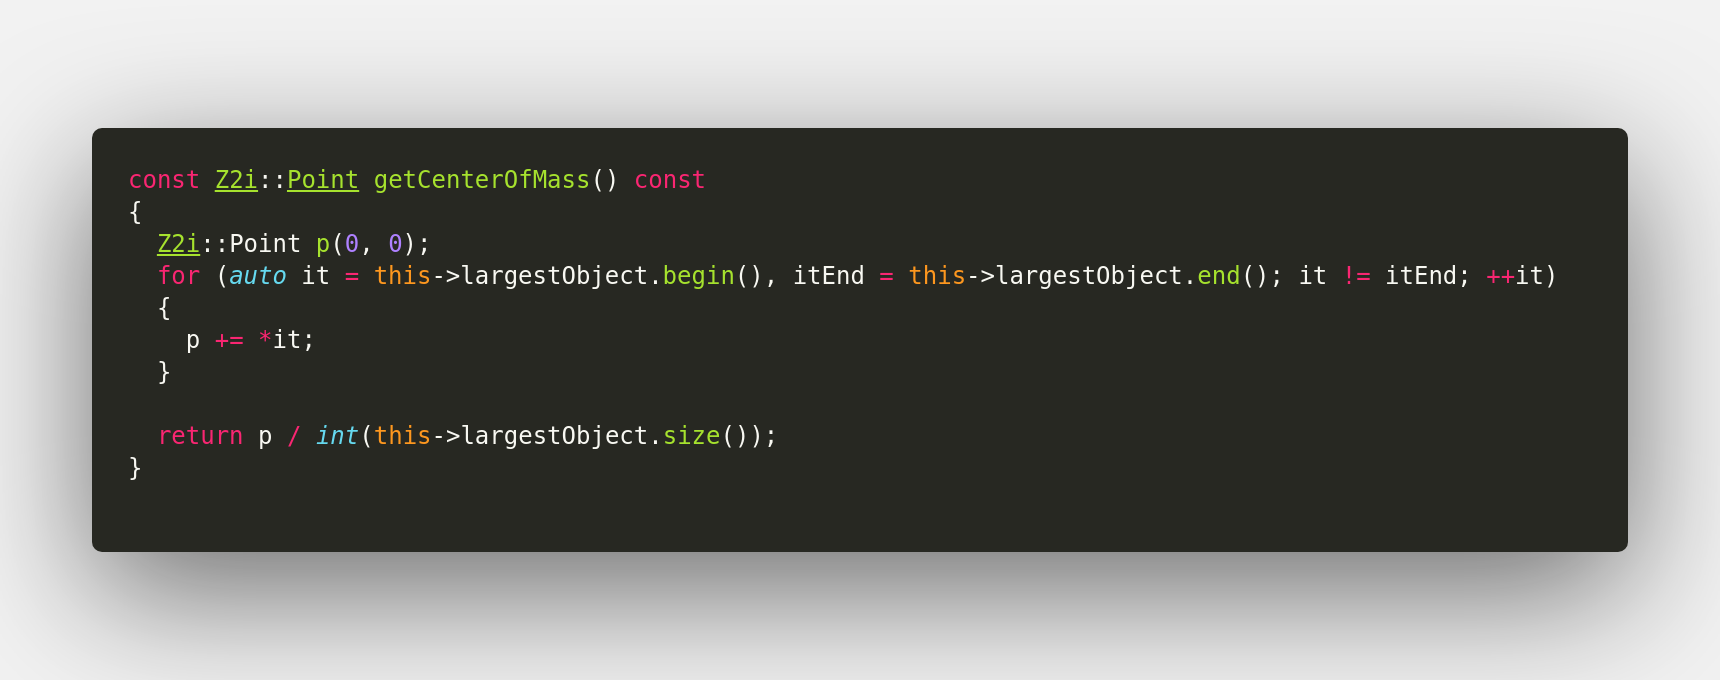 const Z2i::Point getCenterOfMass() const
{
  Z2i::Point p(0, 0);
  for (auto it = this->largestObject.begin(), itEnd = this->largestObject.end(); it != itEnd; ++it)
  {
    p += *it;
  }

  return p / int(this->largestObject.size());
}